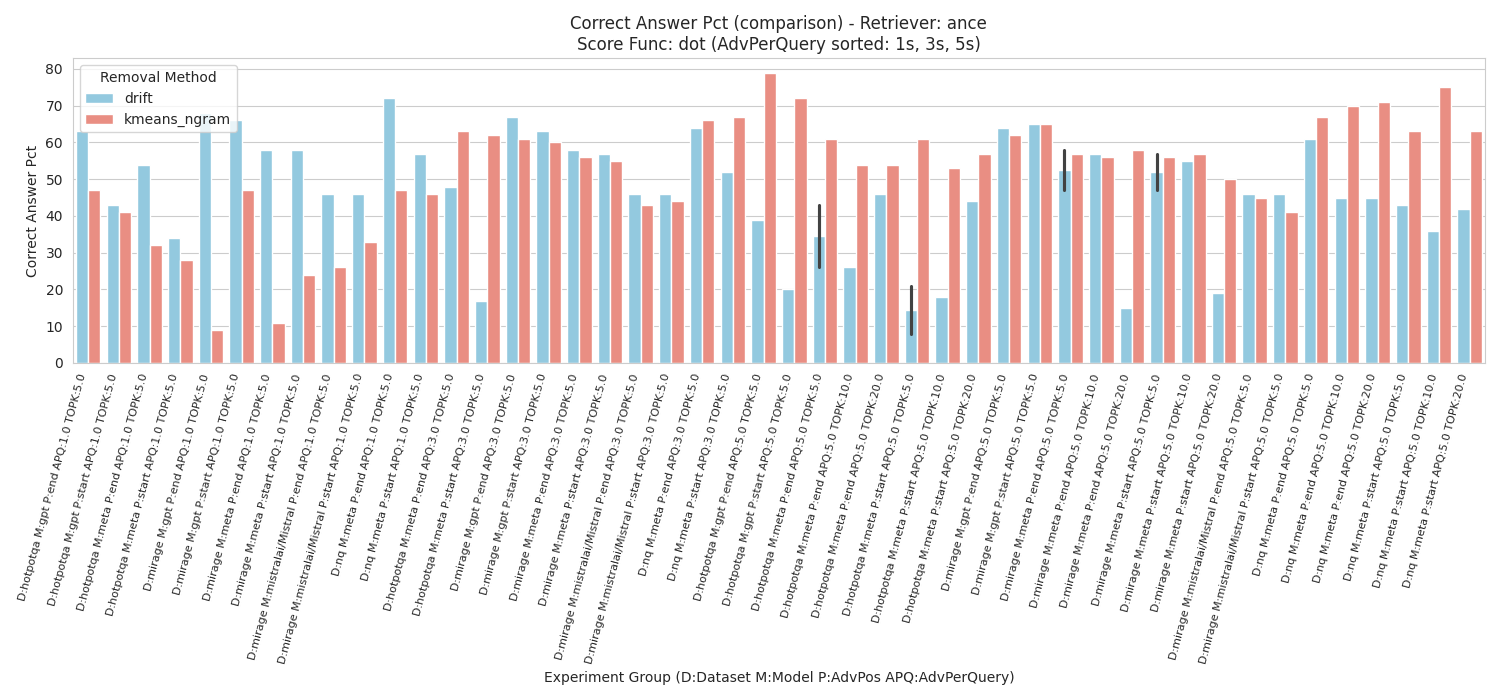 Correct Answer Pct (comparison) - Retriever: ance
Score Func: dot (AdvPerQuery sorted: 1s, 3s, 5s)
Removal Method
drift
kmeans_ngram
Correct Answer Pct
80
70
60
50
40
30
20
10
0
D:hotpotqa M:gpt P:end APQ:1.0 TOPK:5.0
D:hotpotqa M:gpt P:start APQ:1.0 TOPK:5.0
D:hotpotqa M:meta P:end APQ:1.0 TOPK:5.0
D:hotpotqa M:meta P:start APQ:1.0 TOPK:5.0
D:mirage M:gpt P:end APQ:1.0 TOPK:5.0
D:mirage M:gpt P:start APQ:1.0 TOPK:5.0
D:mirage M:meta P:end APQ:1.0 TOPK:5.0
D:mirage M:meta P:start APQ:1.0 TOPK:5.0
D:mirage M:mistralai/Mistral P:end APQ:1.0 TOPK:5.0
D:mirage M:mistralai/Mistral P:start APQ:1.0 TOPK:5.0
D:nq M:meta P:end APQ:1.0 TOPK:5.0
D:nq M:meta P:start APQ:1.0 TOPK:5.0
D:hotpotqa M:meta P:end APQ:3.0 TOPK:5.0
D:hotpotqa M:meta P:start APQ:3.0 TOPK:5.0
D:mirage M:gpt P:end APQ:3.0 TOPK:5.0
D:mirage M:gpt P:start APQ:3.0 TOPK:5.0
D:mirage M:meta P:end APQ:3.0 TOPK:5.0
D:mirage M:meta P:start APQ:3.0 TOPK:5.0
D:mirage M:mistralai/Mistral P:end APQ:3.0 TOPK:5.0
D:mirage M:mistralai/Mistral P:start APQ:3.0 TOPK:5.0
D:nq M:meta P:end APQ:3.0 TOPK:5.0
D:nq M:meta P:start APQ:3.0 TOPK:5.0
D:hotpotqa M:gpt P:end APQ:5.0 TOPK:5.0
D:hotpotqa M:gpt P:start APQ:5.0 TOPK:5.0
D:hotpotqa M:meta P:end APQ:5.0 TOPK:5.0
D:hotpotqa M:meta P:end APQ:5.0 TOPK:10.0
D:hotpotqa M:meta P:end APQ:5.0 TOPK:20.0
D:hotpotqa M:meta P:start APQ:5.0 TOPK:5.0
D:hotpotqa M:meta P:start APQ:5.0 TOPK:10.0
D:hotpotqa M:meta P:start APQ:5.0 TOPK:20.0
D:mirage M:gpt P:end APQ:5.0 TOPK:5.0
D:mirage M:gpt P:start APQ:5.0 TOPK:5.0
D:mirage M:meta P:end APQ:5.0 TOPK:5.0
D:mirage M:meta P:end APQ:5.0 TOPK:10.0
D:mirage M:meta P:end APQ:5.0 TOPK:20.0
D:mirage M:meta P:start APQ:5.0 TOPK:5.0
D:mirage M:meta P:start APQ:5.0 TOPK:10.0
D:mirage M:meta P:start APQ:5.0 TOPK:20.0
D:mirage M:mistralai/Mistral P:end APQ:5.0 TOPK:5.0
D:mirage M:mistralai/Mistral P:start APQ:5.0 TOPK:5.0
D:nq M:meta P:end APQ:5.0 TOPK:5.0
D:nq M:meta P:end APQ:5.0 TOPK:10.0
D:nq M:meta P:end APQ:5.0 TOPK:20.0
D:nq M:meta P:start APQ:5.0 TOPK:5.0
D:nq M:meta P:start APQ:5.0 TOPK:10.0
D:nq M:meta P:start APQ:5.0 TOPK:20.0
Experiment Group (D:Dataset M:Model P:AdvPos APQ:AdvPerQuery)